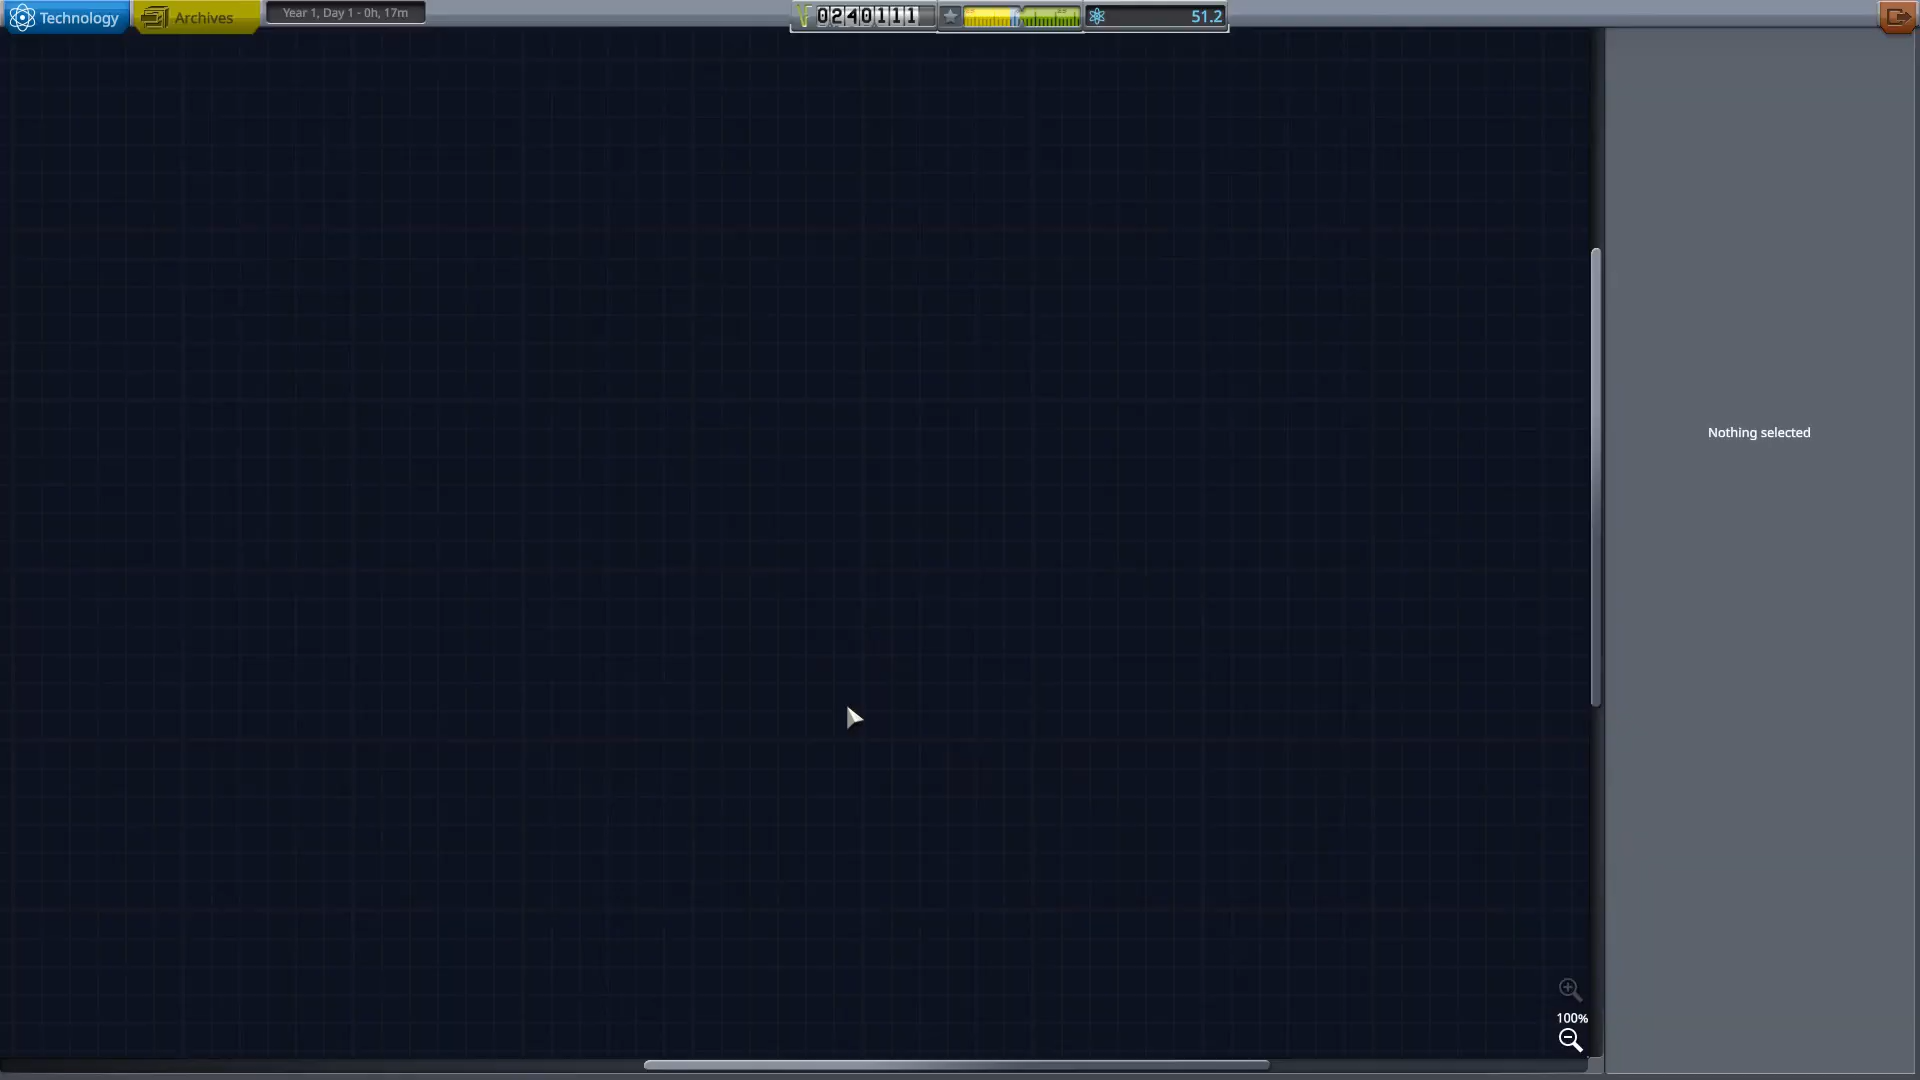 Technology
Archives
Year 1, Day 1 - 0h, 17m
0240111
51.2
Nothing selected
100%